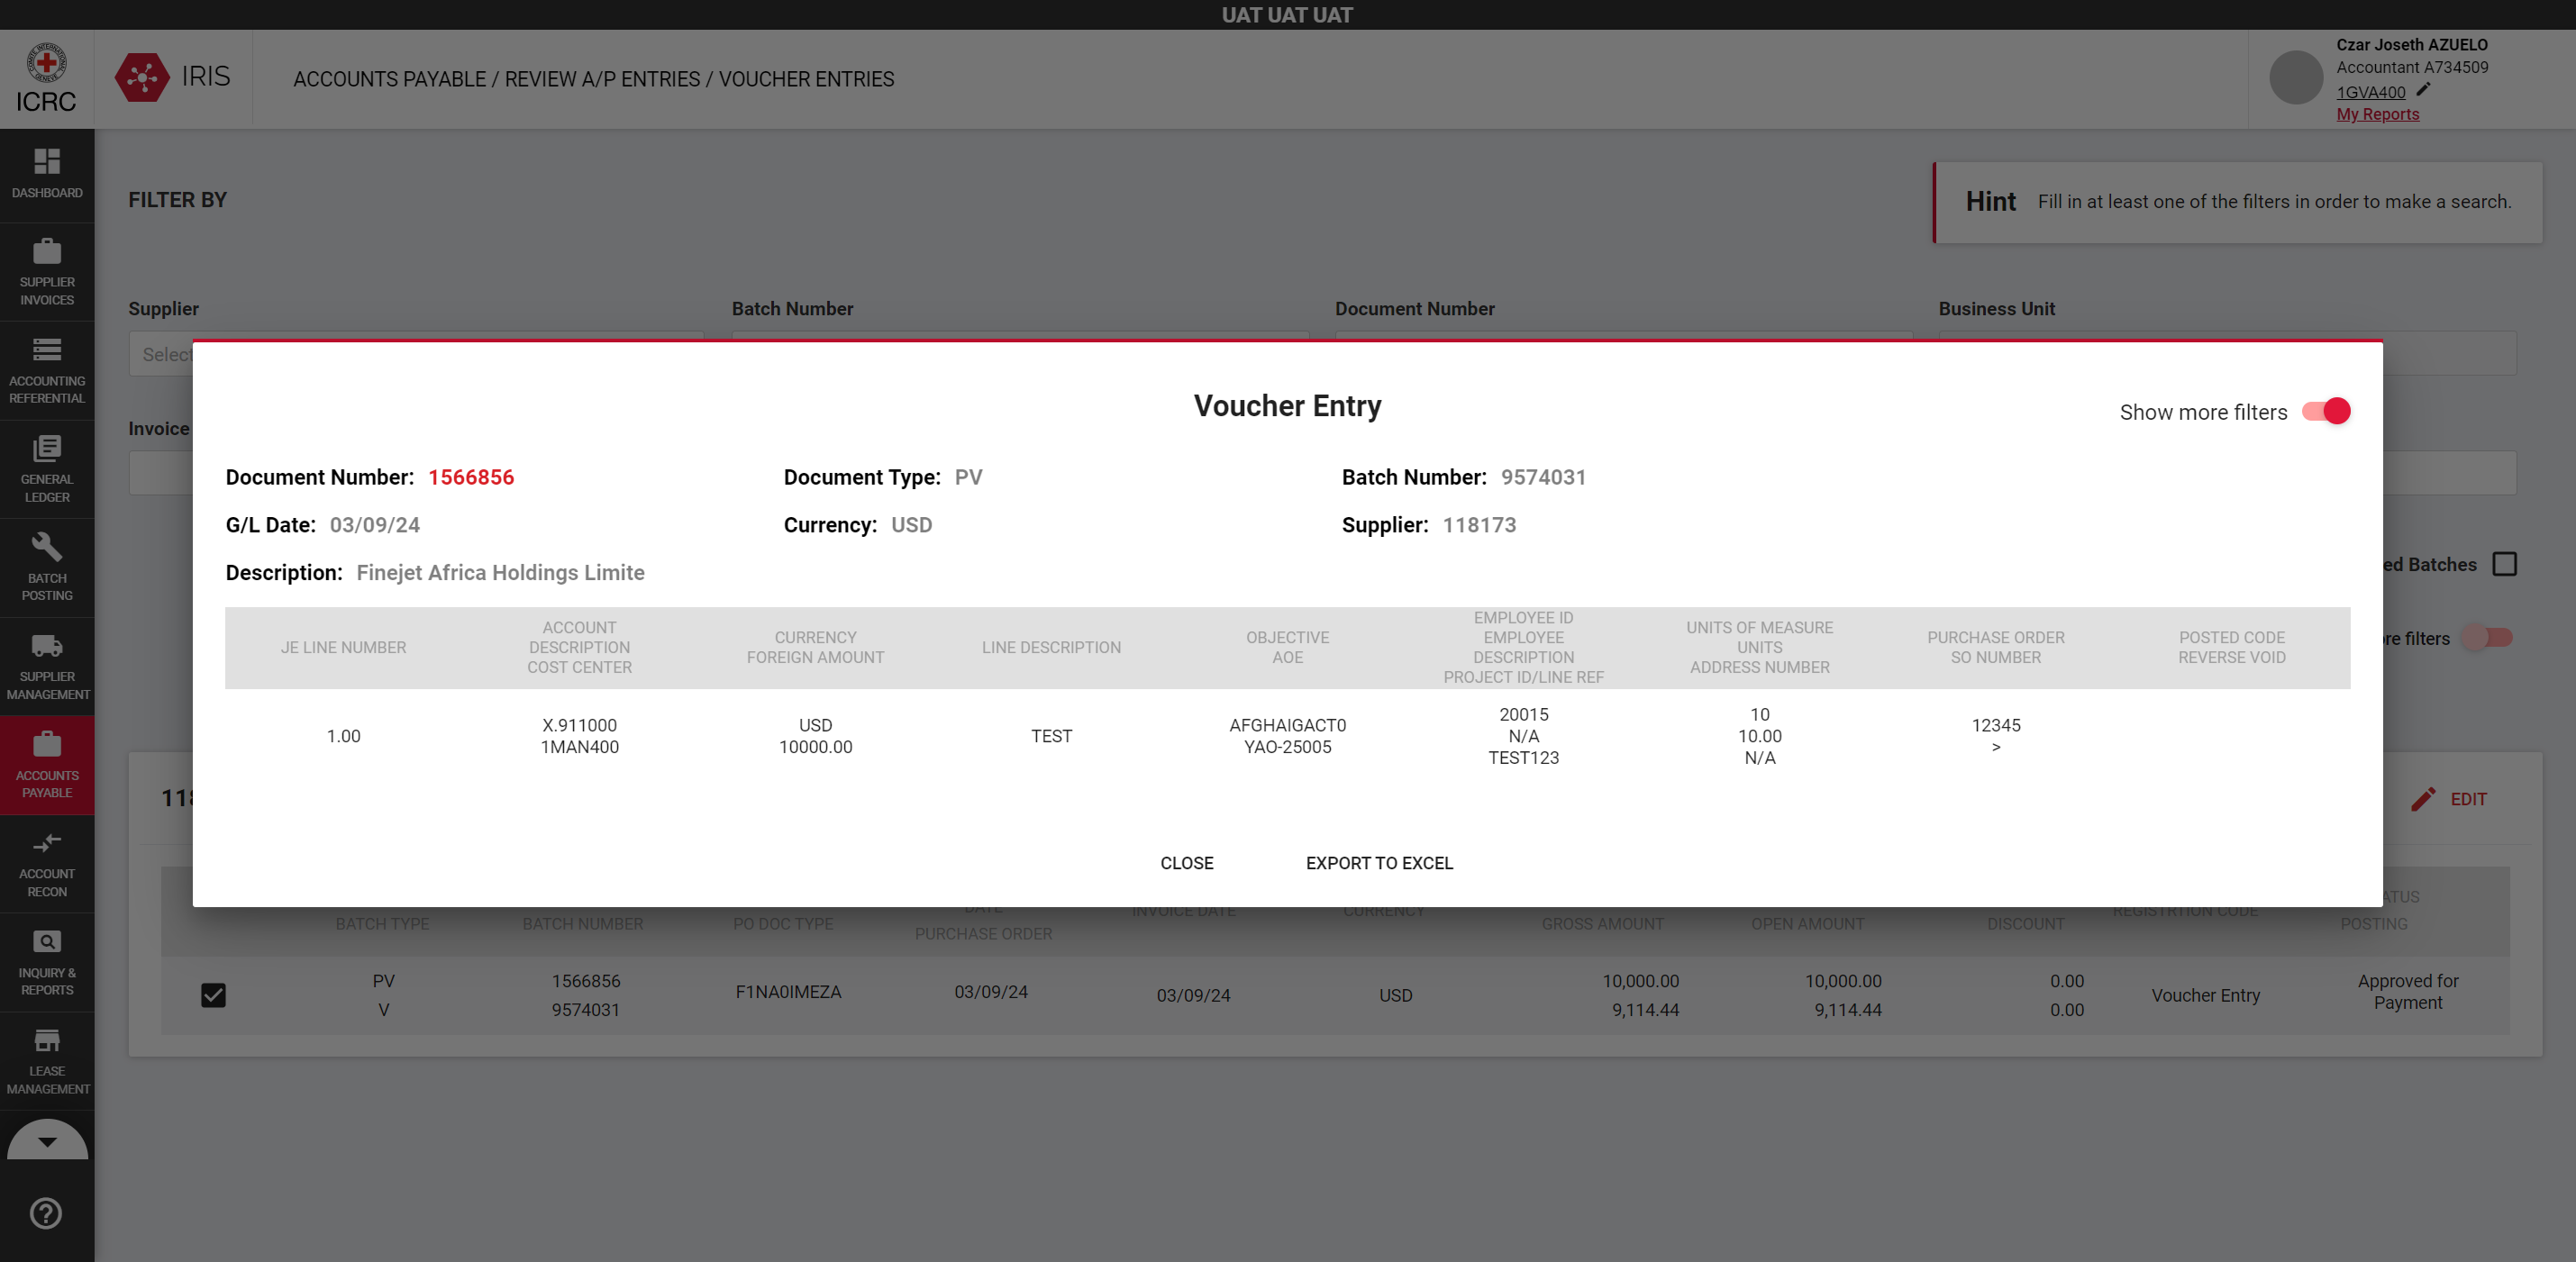 UAT UAT UAT
ICRC
IRIS
ACCOUNTS PAYABLE / REVIEW A/P ENTRIES / VOUCHER ENTRIES
Czar Joseth AZUELO
Accountant A734509
1GVA400
My Reports
DASHBOARD
SUPPLIER
INVOICES
ACCOUNTING
REFERENTIAL
GENERAL
LEDGER
BATCH
POSTING
SUPPLIER
MANAGEMENT
ACCOUNTS
PAYABLE
ACCOUNT
RECON
INQUIRY &
REPORTS
LEASE
MANAGEMENT
FILTER BY
Hint Fill in at least one of the filters in order to make a search.
Supplier Batch Number Document Number Business Unit
Select
Invoice
ed Batches
re filters
Voucher Entry
Show more filters
Document Number: 1566856 Document Type: PV Batch Number: 9574031
G/L Date: 03/09/24 Currency: USD Supplier: 118173
Description: Finejet Africa Holdings Limite
JE LINE NUMBER
ACCOUNT
DESCRIPTION
COST CENTER
CURRENCY
FOREIGN AMOUNT
LINE DESCRIPTION
OBJECTIVE
AOE
EMPLOYEE ID
EMPLOYEE
DESCRIPTION
PROJECT ID/LINE REF
UNITS OF MEASURE
UNITS
ADDRESS NUMBER
PURCHASE ORDER
SO NUMBER
POSTED CODE
REVERSE VOID
1.00
X.911000
1MAN400
USD
10000.00
TEST
AFGHAIGACT0
YAO-25005
20015
N/A
TEST123
10
10.00
N/A
12345
>
CLOSE EXPORT TO EXCEL
118
EDIT
BATCH TYPE
BATCH NUMBER
PO DOC TYPE
DATE
PURCHASE ORDER
INVOICE DATE
CURRENCY
GROSS AMOUNT
OPEN AMOUNT
DISCOUNT
REGISTRTION CODE
ATUS
POSTING
PV
V
1566856
9574031
F1NA0IMEZA
03/09/24
03/09/24
USD
10,000.00
9,114.44
10,000.00
9,114.44
0.00
0.00
Voucher Entry
Approved for
Payment